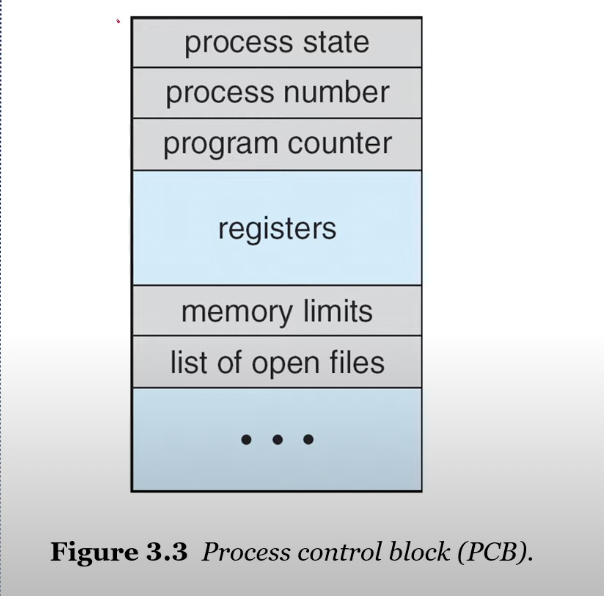 process state
process number
program counter
registers
memory limits
list of open files
• • •
Figure 3.3 Process control block (PCB).